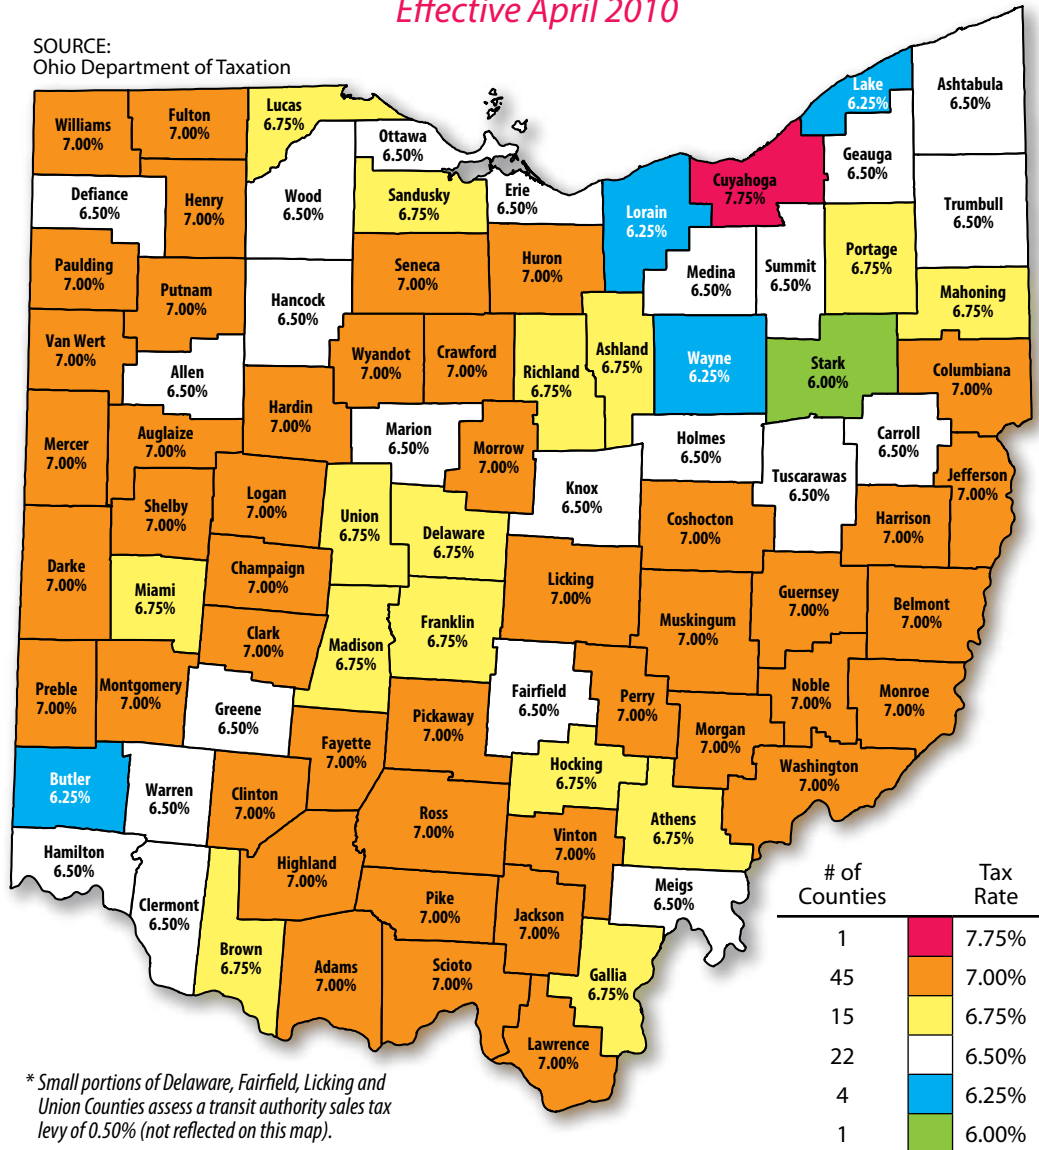 Effective April 2010
SOURCE:
Ohio Department of Taxation
Williams
7.00%
Fulton
7.00%
Lucas
6.75%
Ottawa
6.50%
Lake
6.25%
Ashtabula
6.50%
Geauga
6.50%
Cuyahoga
7.75%
Defiance
6.50%
Henry
7.00%
Wood
6.50%
Sandusky
6.75%
Erie
6.50%
Lorain
6.25%
Trumbull
6.50%
Paulding
7.00%
Putnam
7.00%
Hancock
6.50%
Seneca
7.00%
Huron
7.00%
Medina
6.50%
Summit
6.50%
Portage
6.75%
Mahoning
6.75%
Van Wert
7.00%
Allen
6.50%
Wyandot
7.00%
Crawford
7.00%
Richland
6.75%
Ashland
6.75%
Wayne
6.25%
Stark
6.00%
Columbiana
7.00%
Mercer
7.00%
Auglaize
7.00%
Hardin
7.00%
Marion
6.50%
Morrow
7.00%
Holmes
6.50%
Carroll
6.50%
Tuscarawas
6.50%
Jefferson
7.00%
Shelby
7.00%
Logan
7.00%
Union
6.75%
Delaware
6.75%
Knox
6.50%
Coshocton
7.00%
Harrison
7.00%
Darke
7.00%
Miami
6.75%
Champaign
7.00%
Licking
7.00%
Guernsey
7.00%
Belmont
7.00%
Clark
7.00%
Madison
6.75%
Franklin
6.75%
Muskingum
7.00%
Preble
7.00%
Montgomery
7.00%
Greene
6.50%
Pickaway
7.00%
Fairfield
6.50%
Perry
7.00%
Noble
7.00%
Monroe
7.00%
Morgan
7.00%
Fayette
7.00%
Hocking
6.75%
Washington
7.00%
Butler
6.25%
Warren
6.50%
Clinton
7.00%
Ross
7.00%
Athens
6.75%
Vinton
7.00%
Hamilton
6.50%
Highland
7.00%
Clermont
6.50%
Pike
7.00%
Jackson
7.00%
Meigs
6.50%
Brown
6.75%
Adams
7.00%
Scioto
7.00%
Gallia
6.75%
Lawrence
7.00%
# of Counties Tax Rate
1 7.75%
45 7.00%
15 6.75%
22 6.50%
4 6.25%
1 6.00%
* Small portions of Delaware, Fairfield, Licking and
Union Counties assess a transit authority sales tax
levy of 0.50% (not reflected on this map).